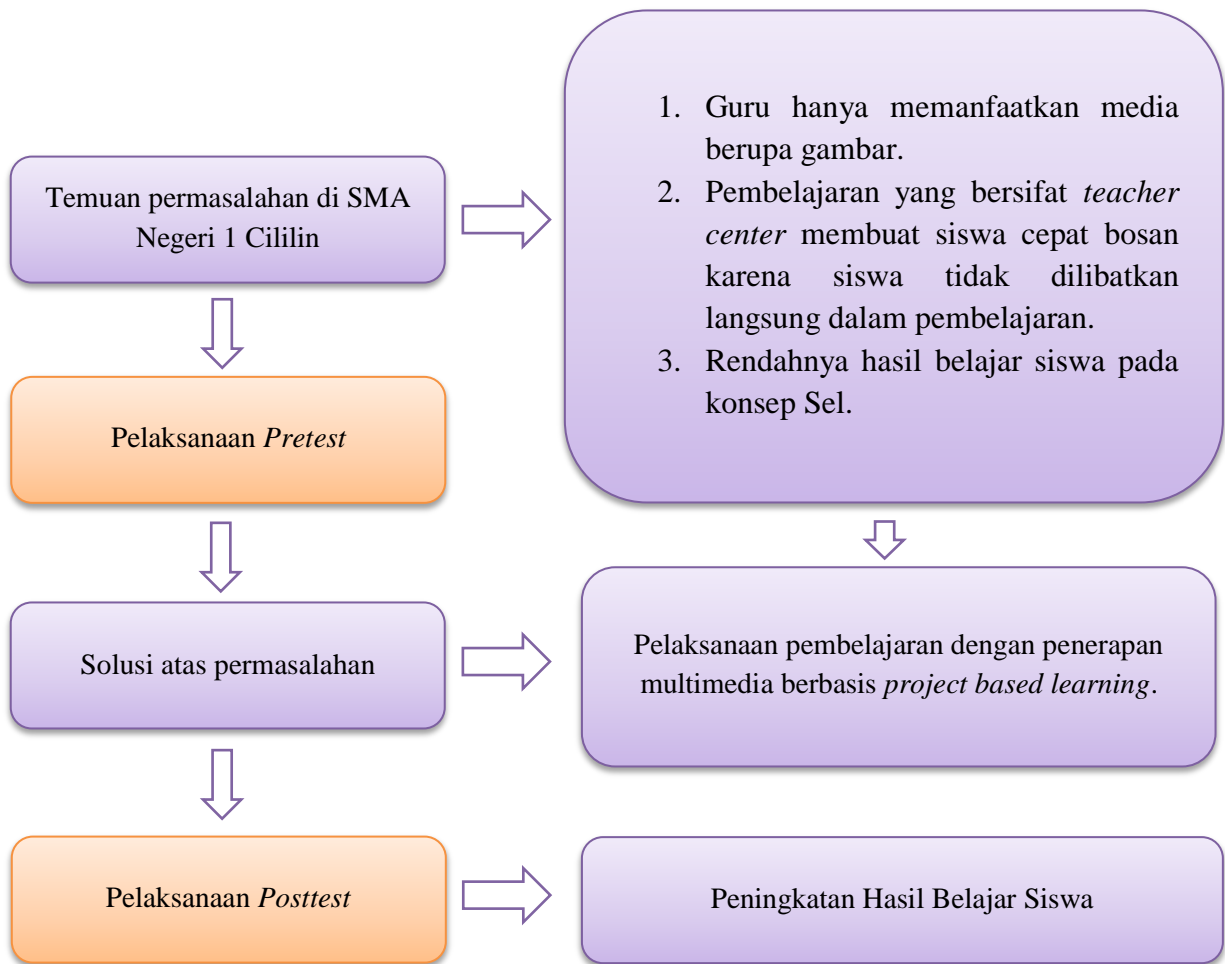 Temuan permasalahan di SMA
Negeri 1 Cililin
1. Guru hanya memanfaatkan media
berupa gambar.
2. Pembelajaran yang bersifat teacher
center membuat siswa cepat bosan
karena siswa tidak dilibatkan
langsung dalam pembelajaran.
3. Rendahnya hasil belajar siswa pada
konsep Sel.
Pelaksanaan Pretest
Solusi atas permasalahan
Pelaksanaan pembelajaran dengan penerapan
multimedia berbasis project based learning.
Pelaksanaan Posttest
Peningkatan Hasil Belajar Siswa